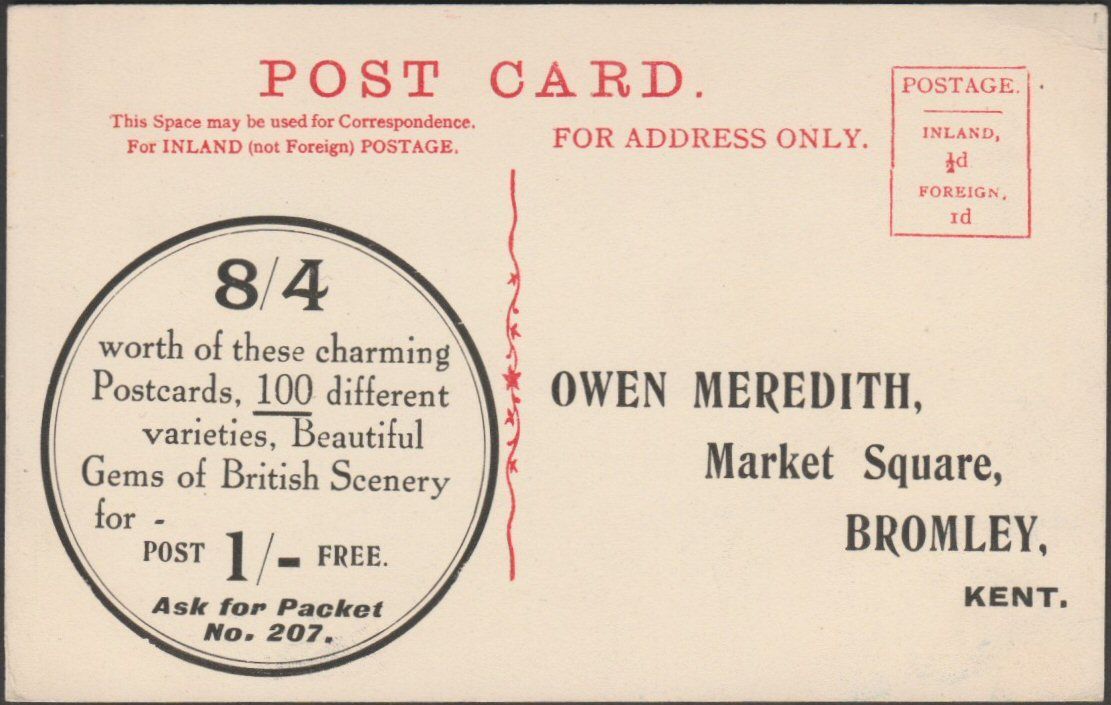 POST CARD.
This Space may be used for Correspondence.
For INLAND (not Foreign) POSTAGE.
FOR ADDRESS ONLY.
POSTAGE.
INLAND,
½d
FOREIGN,
1d
8/4
worth of these charming
Postcards, 100 different
varieties, Beautiful
Gems of British Scenery
for -
POST 1/- FREE.
Ask for Packet
No. 207.
OWEN MEREDITH,
Market Square,
BROMLEY,
KENT.